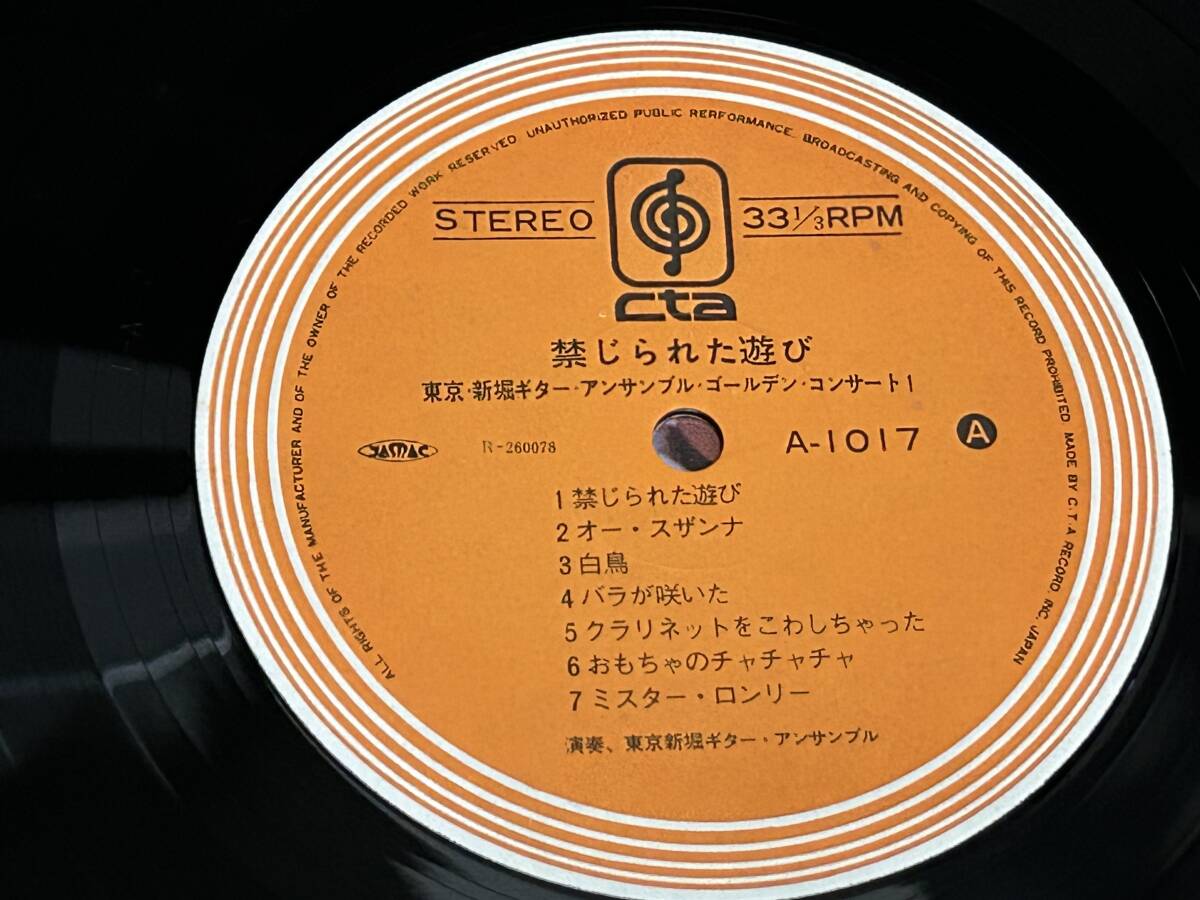 ALL RIGHTS OF THE MANUFACTURER AND OF THE OWNER OF THE RECORDED WORK RESERVED. UNAUTHORIZED PUBLIC RERFORMANCE. BROADCASTING AND COPYING OF THIS RECORD PROHIBITED MADE BY C.T.A RECORD. INC. JAPAN
STEREO 33 1/3 RPM
cta
禁じられた遊び
東京・新堀ギター・アンサンブル・ゴールデン・コンサート1
JASRAC R-260078 A-1017 A
1 禁じられた遊び
2 オー・スザンナ
3 白鳥
4 バラが咲いた
5 クラリネットをこわしちゃった
6 おもちゃのチャチャチャ
7 ミスター・ロンリー
演奏、東京新堀ギター・アンサンブル